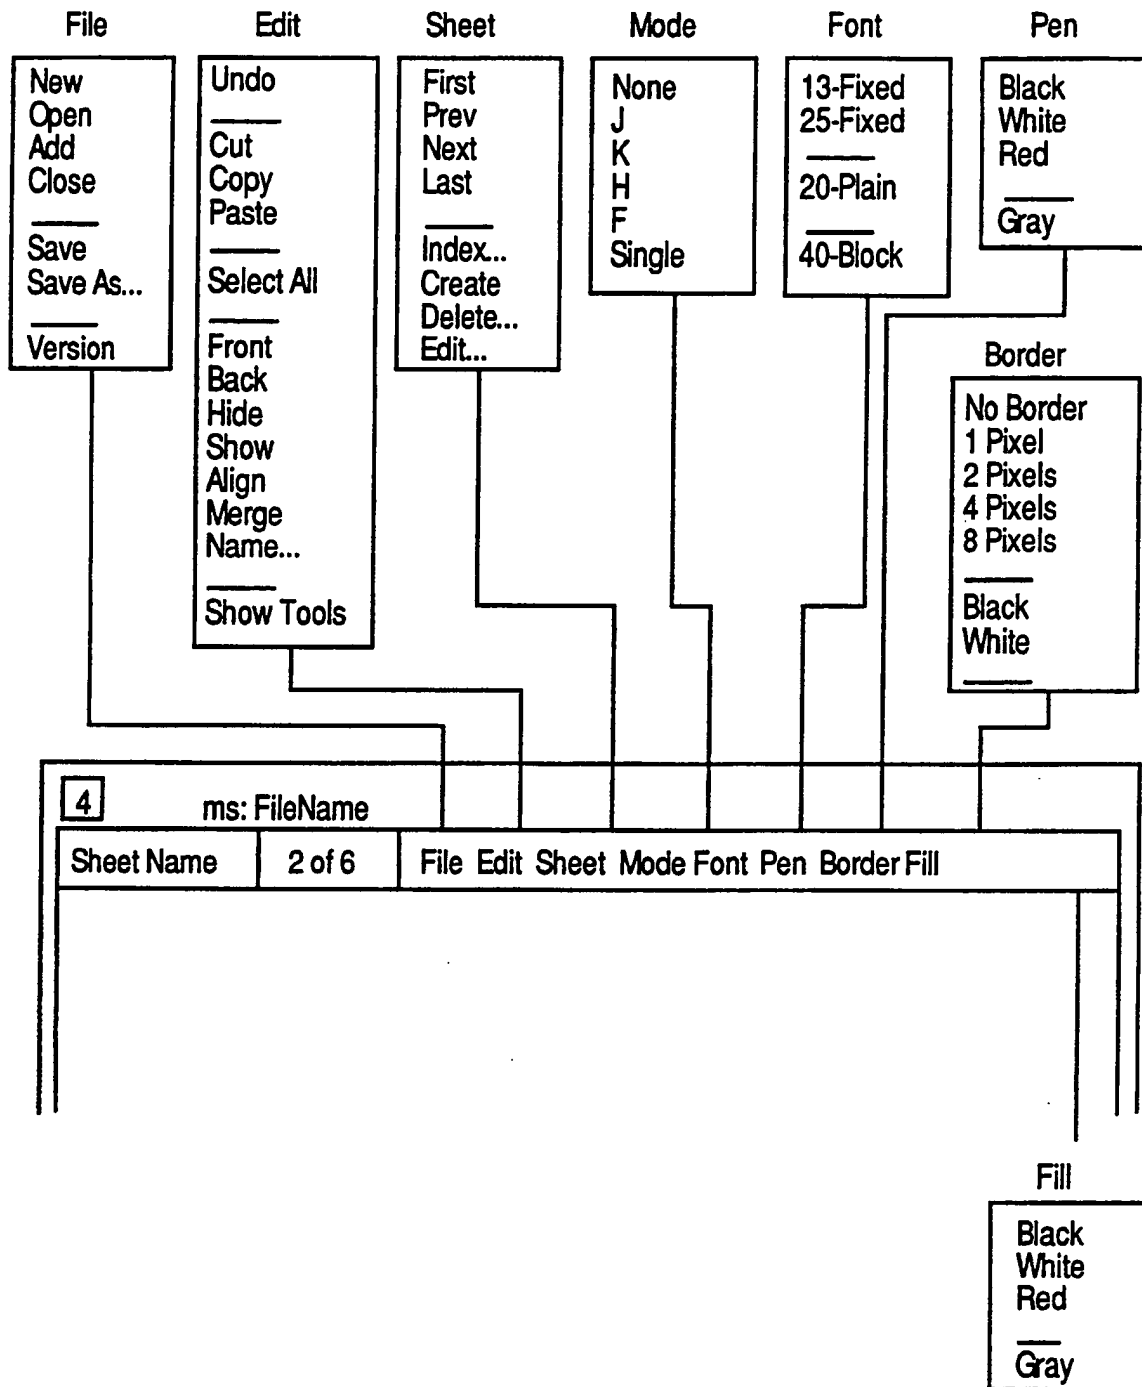 File
New
Open
Add
Close
Save
Save As...
Version
Edit
Undo
Cut
Copy
Paste
Select All
Front
Back
Hide
Show
Align
Merge
Name...
Show Tools
Sheet
First
Prev
Next
Last
Index...
Create
Delete...
Edit...
Mode
None
J
K
H
F
Single
Font
13-Fixed
25-Fixed
20-Plain
40-Block
Pen
Black
White
Red
Gray
Border
No Border
1 Pixel
2 Pixels
4 Pixels
8 Pixels
Black
White
4
ms: FileName
Sheet Name 2 of 6 File Edit Sheet Mode Font Pen Border Fill
Fill
Black
White
Red
Gray